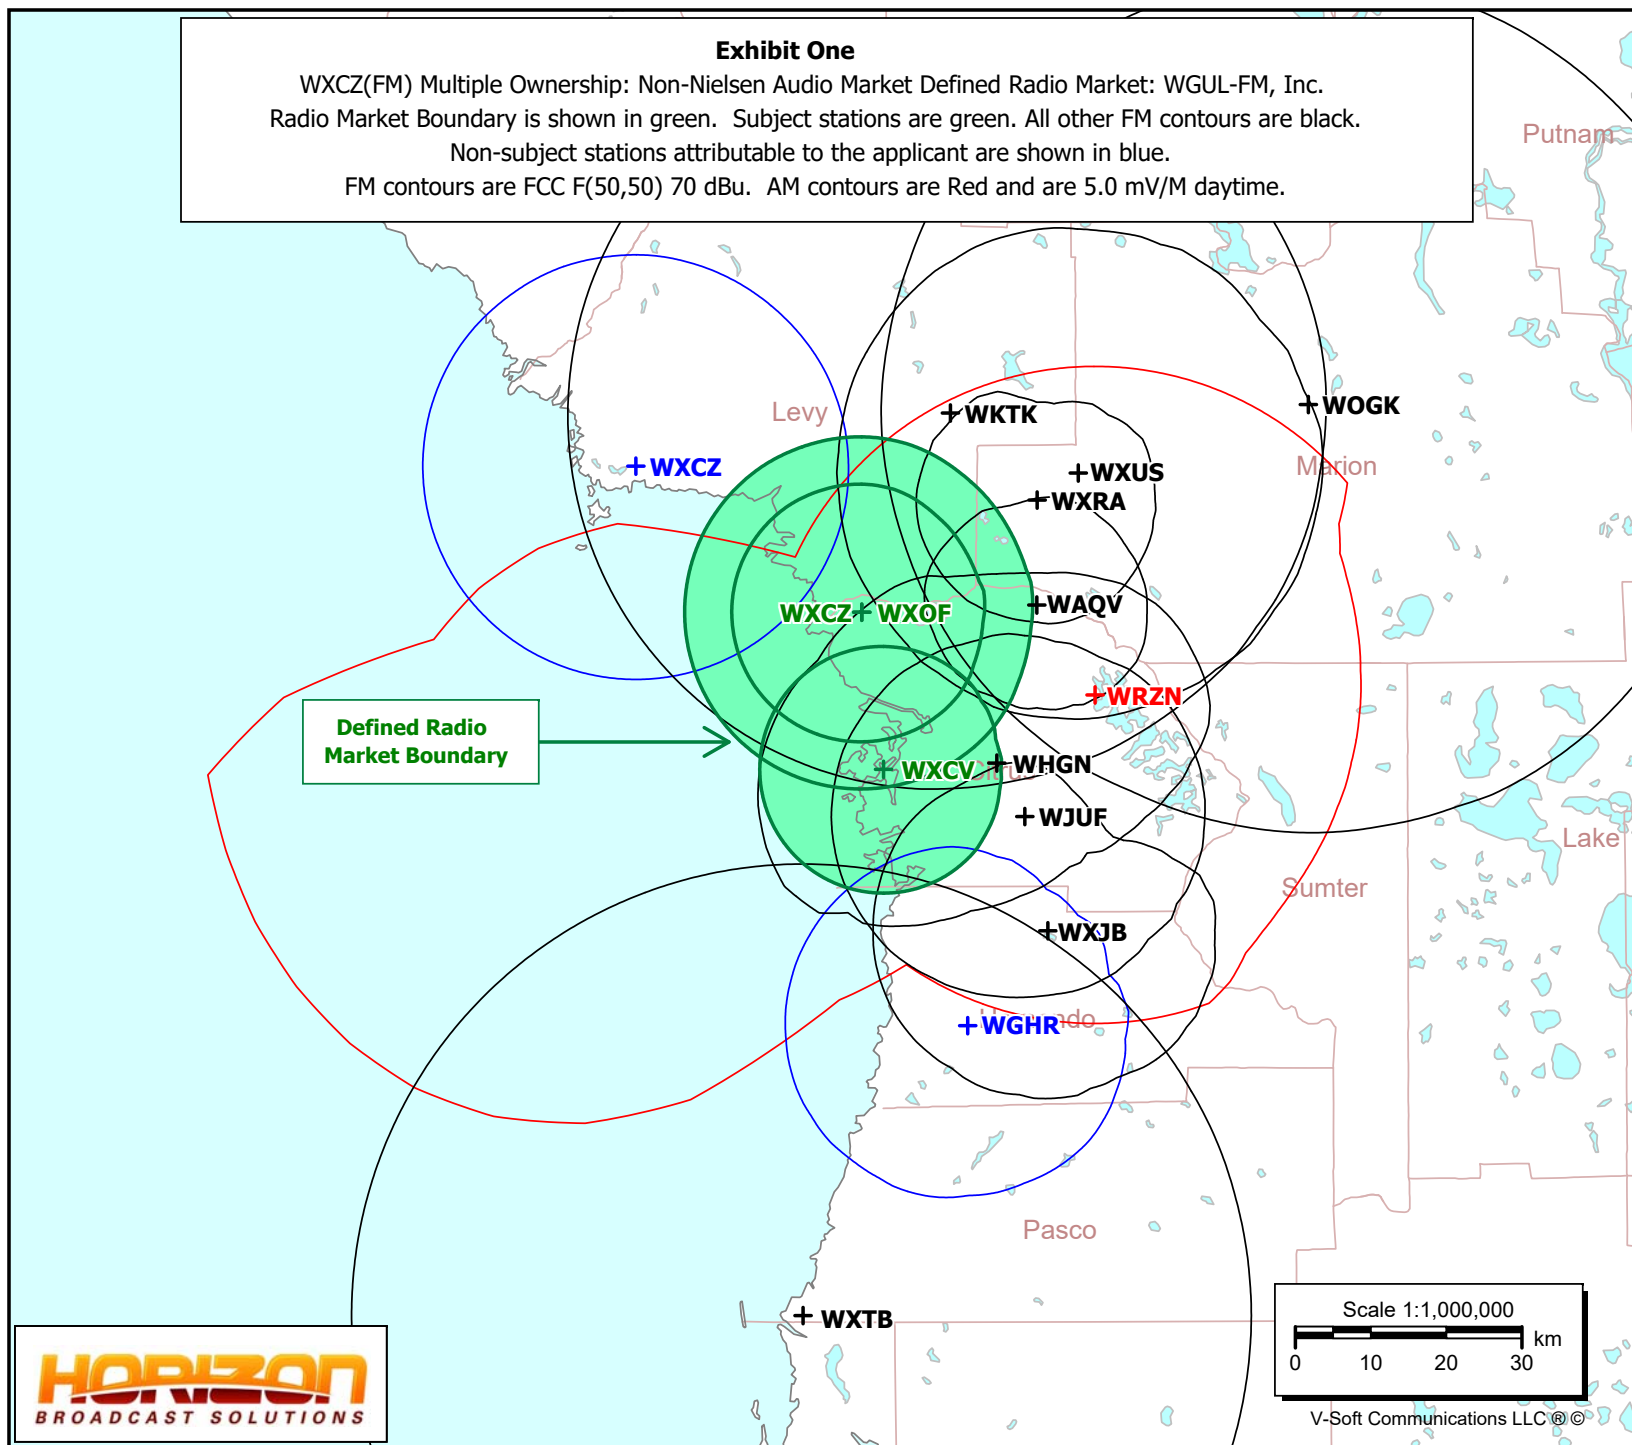 Exhibit One
WXCZ(FM) Multiple Ownership: Non-Nielsen Audio Market Defined Radio Market: WGUL-FM, Inc.
Radio Market Boundary is shown in green. Subject stations are green. All other FM contours are black.
Non-subject stations attributable to the applicant are shown in blue.
FM contours are FCC F(50,50) 70 dBu. AM contours are Red and are 5.0 mV/M daytime.
Putnam
Levy
WKTK
WOGK
WXCZ
Marion
WXUS
WXRA
WXCZ
WXOF
WAQV
WRZN
Defined Radio
Market Boundary
WXCV
WHGN
WJUF
Lake
Sumter
WXJB
WGHR
Pasco
WXTB
Scale 1:1,000,000
km
0 10 20 30
HORIZON
BROADCAST SOLUTIONS
V-Soft Communications LLC ® ©